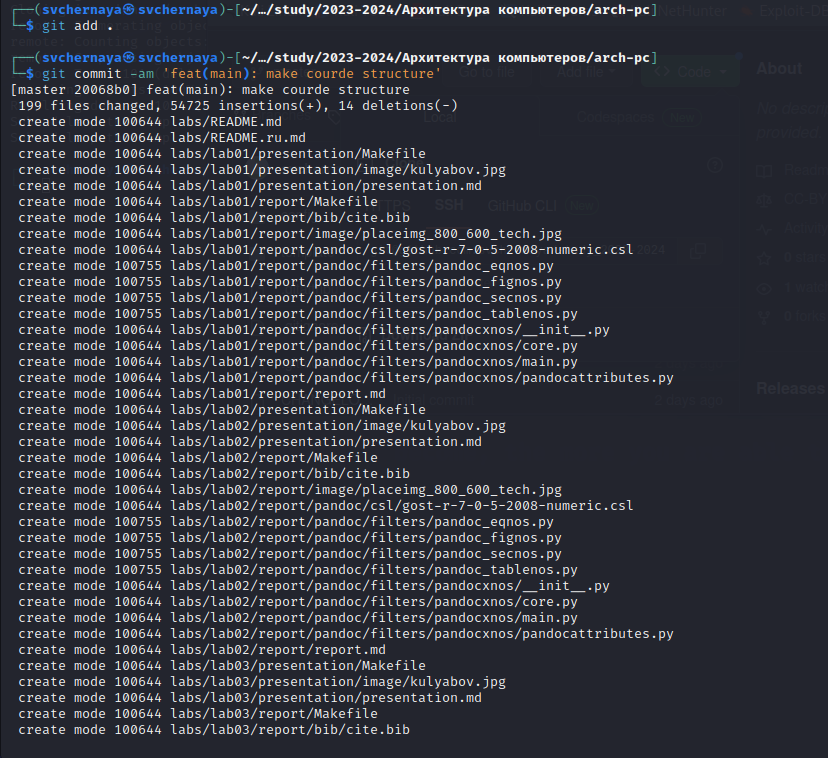 ┌──(svchernaya㉿svchernaya)-[~/…/study/2023-2024/Архитектура компьютеров/arch-pc]
└─$ git add .
┌──(svchernaya㉿svchernaya)-[~/…/study/2023-2024/Архитектура компьютеров/arch-pc]
└─$ git commit -am 'feat(main): make courde structure'
[master 20068b0] feat(main): make courde structure
199 files changed, 54725 insertions(+), 14 deletions(-)
create mode 100644 labs/README.md
create mode 100644 labs/README.ru.md
create mode 100644 labs/lab01/presentation/Makefile
create mode 100644 labs/lab01/presentation/image/kulyabov.jpg
create mode 100644 labs/lab01/presentation/presentation.md
create mode 100644 labs/lab01/report/Makefile
create mode 100644 labs/lab01/report/bib/cite.bib
create mode 100644 labs/lab01/report/image/placeimg_800_600_tech.jpg
create mode 100644 labs/lab01/report/pandoc/csl/gost-r-7-0-5-2008-numeric.csl
create mode 100755 labs/lab01/report/pandoc/filters/pandoc_eqnos.py
create mode 100755 labs/lab01/report/pandoc/filters/pandoc_fignos.py
create mode 100755 labs/lab01/report/pandoc/filters/pandoc_secnos.py
create mode 100755 labs/lab01/report/pandoc/filters/pandoc_tablenos.py
create mode 100644 labs/lab01/report/pandoc/filters/pandocxnos/__init__.py
create mode 100644 labs/lab01/report/pandoc/filters/pandocxnos/core.py
create mode 100644 labs/lab01/report/pandoc/filters/pandocxnos/main.py
create mode 100644 labs/lab01/report/pandoc/filters/pandocxnos/pandocattributes.py
create mode 100644 labs/lab01/report/report.md
create mode 100644 labs/lab02/presentation/Makefile
create mode 100644 labs/lab02/presentation/image/kulyabov.jpg
create mode 100644 labs/lab02/presentation/presentation.md
create mode 100644 labs/lab02/report/Makefile
create mode 100644 labs/lab02/report/bib/cite.bib
create mode 100644 labs/lab02/report/image/placeimg_800_600_tech.jpg
create mode 100644 labs/lab02/report/pandoc/csl/gost-r-7-0-5-2008-numeric.csl
create mode 100755 labs/lab02/report/pandoc/filters/pandoc_eqnos.py
create mode 100755 labs/lab02/report/pandoc/filters/pandoc_fignos.py
create mode 100755 labs/lab02/report/pandoc/filters/pandoc_secnos.py
create mode 100755 labs/lab02/report/pandoc/filters/pandoc_tablenos.py
create mode 100644 labs/lab02/report/pandoc/filters/pandocxnos/__init__.py
create mode 100644 labs/lab02/report/pandoc/filters/pandocxnos/core.py
create mode 100644 labs/lab02/report/pandoc/filters/pandocxnos/main.py
create mode 100644 labs/lab02/report/pandoc/filters/pandocxnos/pandocattributes.py
create mode 100644 labs/lab02/report/report.md
create mode 100644 labs/lab03/presentation/Makefile
create mode 100644 labs/lab03/presentation/image/kulyabov.jpg
create mode 100644 labs/lab03/presentation/presentation.md
create mode 100644 labs/lab03/report/Makefile
create mode 100644 labs/lab03/report/bib/cite.bib
NetHunter
Go to file
Code
About
Local
Codespaces
SSH
GitHub CLI
2 days ago
Releases